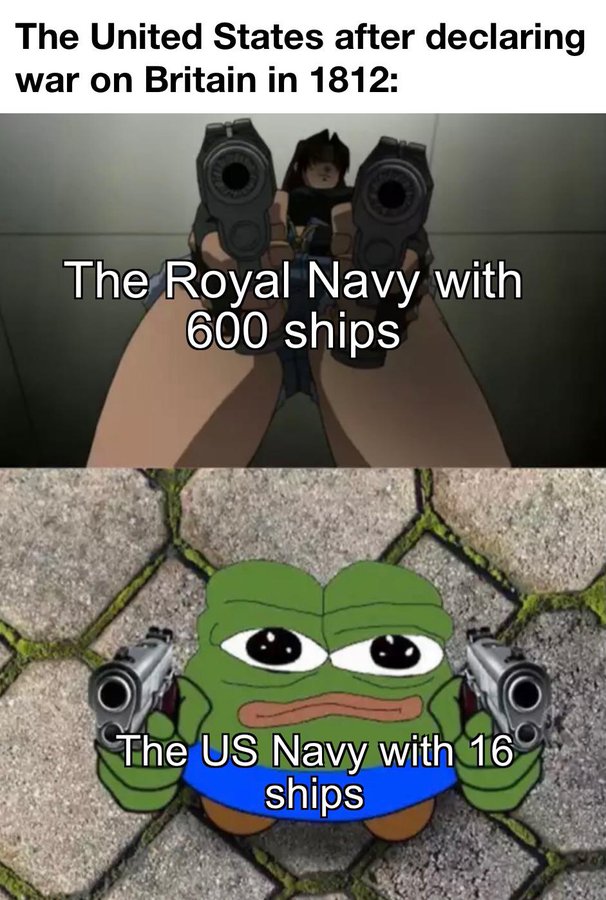 The United States after declaring
war on Britain in 1812:
The Royal Navy with
600 ships
The US Navy with 16
ships